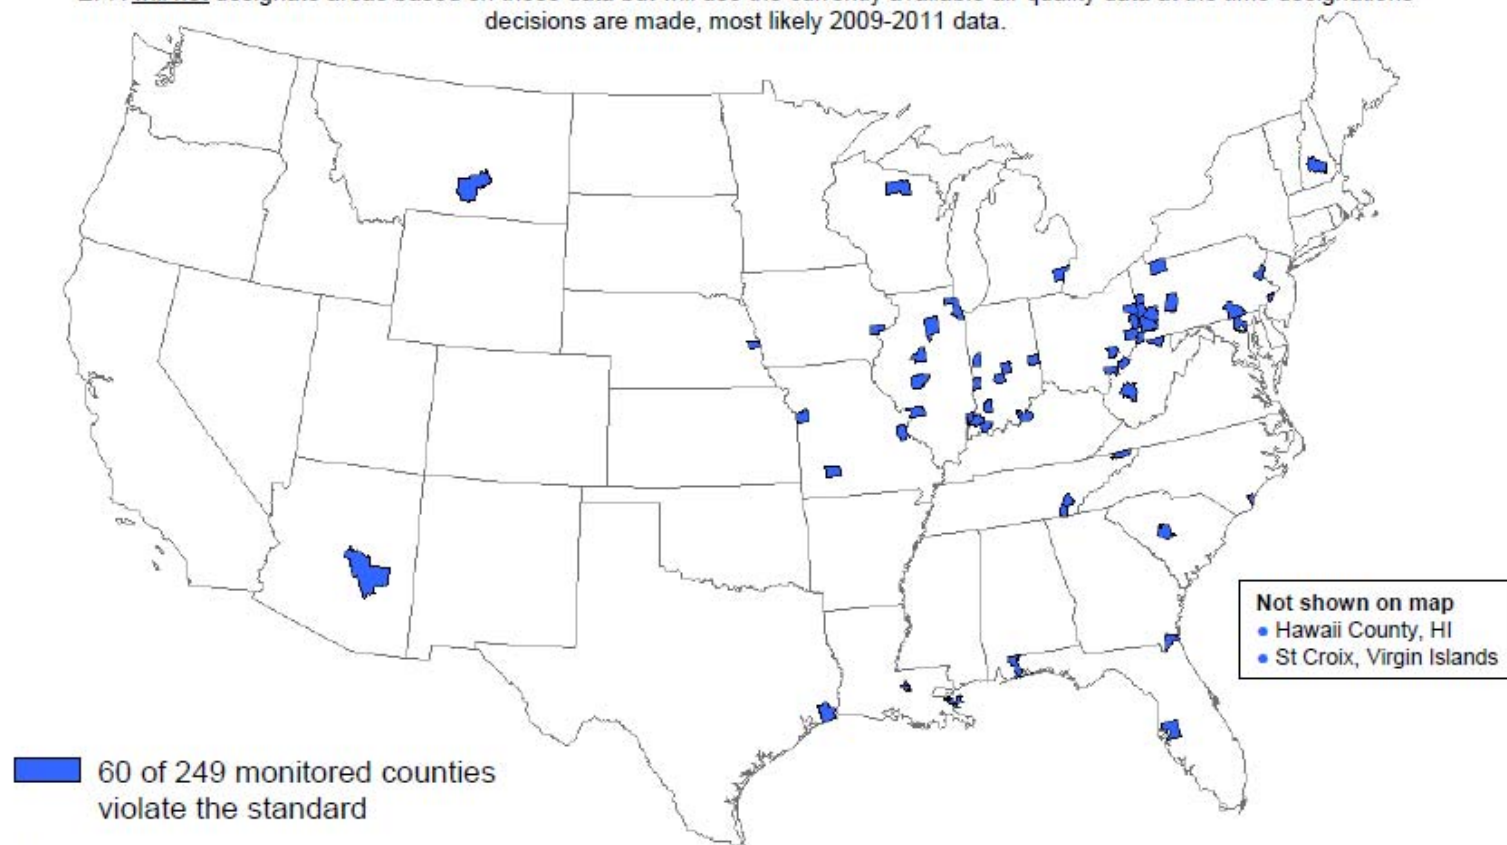 decisions are made, most likely 2009-2011 data.
Not shown on map
● Hawaii County, HI
● St Croix, Virgin Islands
60 of 249 monitored counties
violate the standard